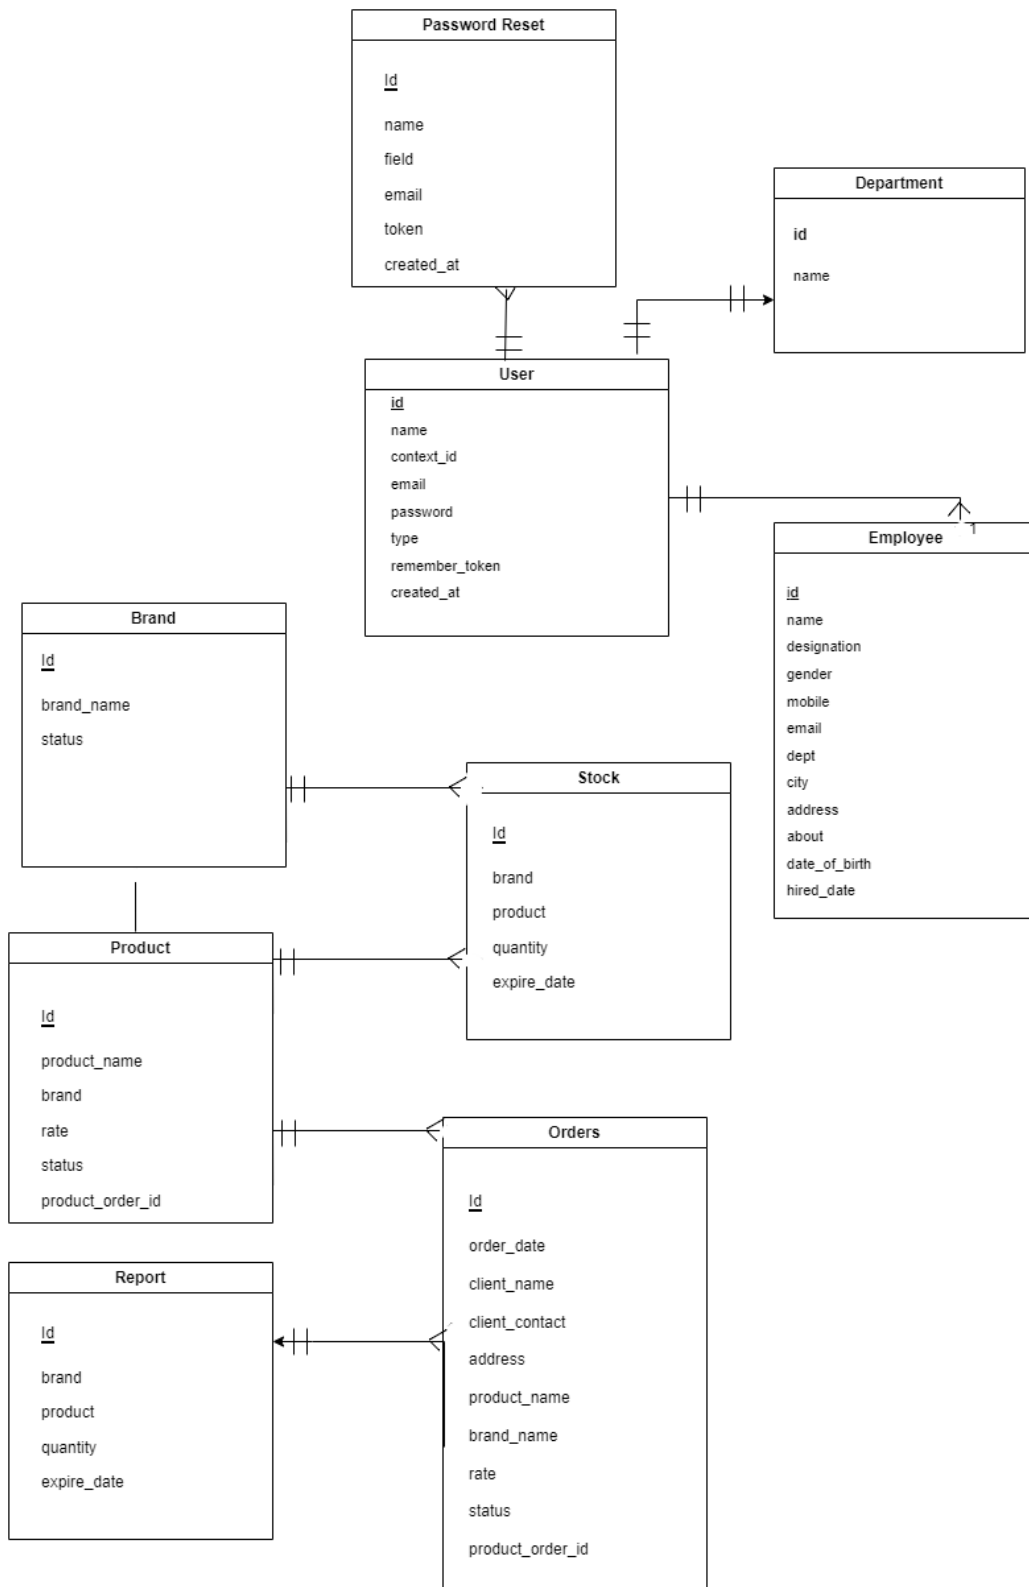 Password Reset
Id
name
field
email
token
created_at
Department
id
name
User
id
name
context_id
email
password
type
remember_token
created_at
1
Employee
id
name
designation
gender
mobile
email
dept
city
address
about
date_of_birth
hired_date
Brand
Id
brand_name
status
Stock
Id
brand
product
quantity
expire_date
Product
Id
product_name
brand
rate
status
product_order_id
Orders
Id
order_date
client_name
client_contact
address
product_name
brand_name
rate
status
product_order_id
Report
Id
brand
product
quantity
expire_date